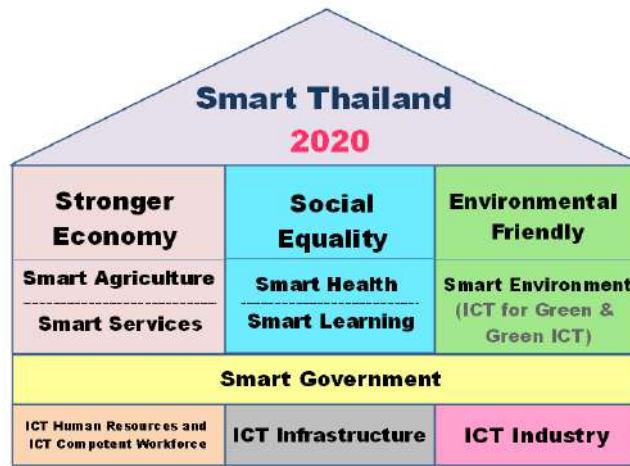 Smart Thailand
2020
Stronger
Economy
Social
Equality
Environmental
Friendly
Smart Agriculture
Smart Services
Smart Health
Smart Learning
Smart Environment
(ICT for Green &
Green ICT)
Smart Government
ICT Human Resources and
ICT Competent Workforce
ICT Infrastructure
ICT Industry